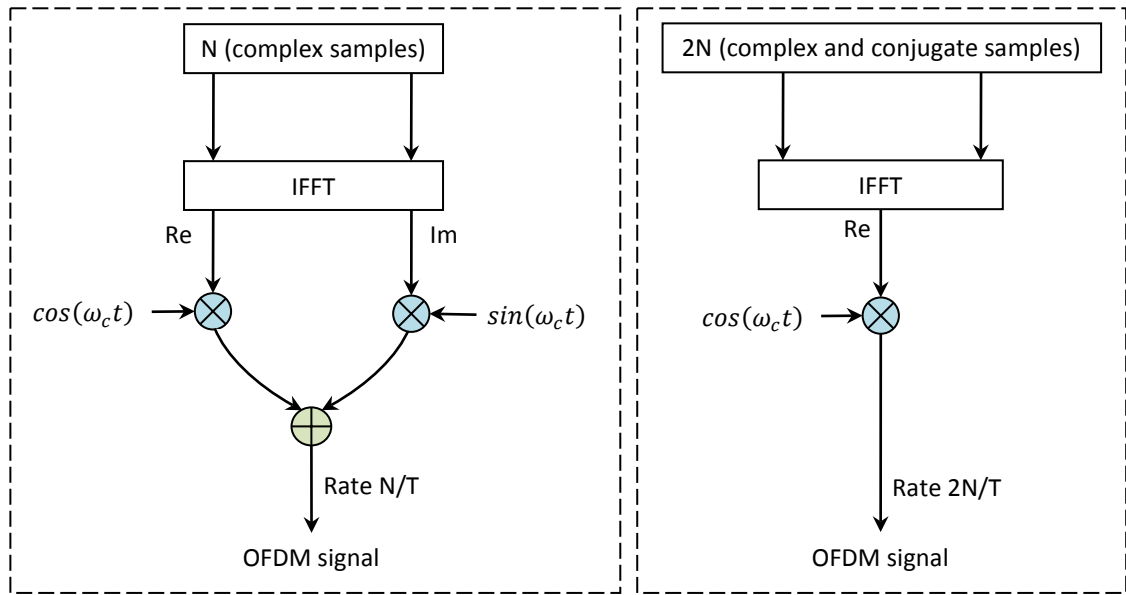 N (complex samples)
IFFT
Re
Im
cos(ω_c t)
sin(ω_c t)
Rate N/T
OFDM signal
2N (complex and conjugate samples)
IFFT
Re
cos(ω_c t)
Rate 2N/T
OFDM signal